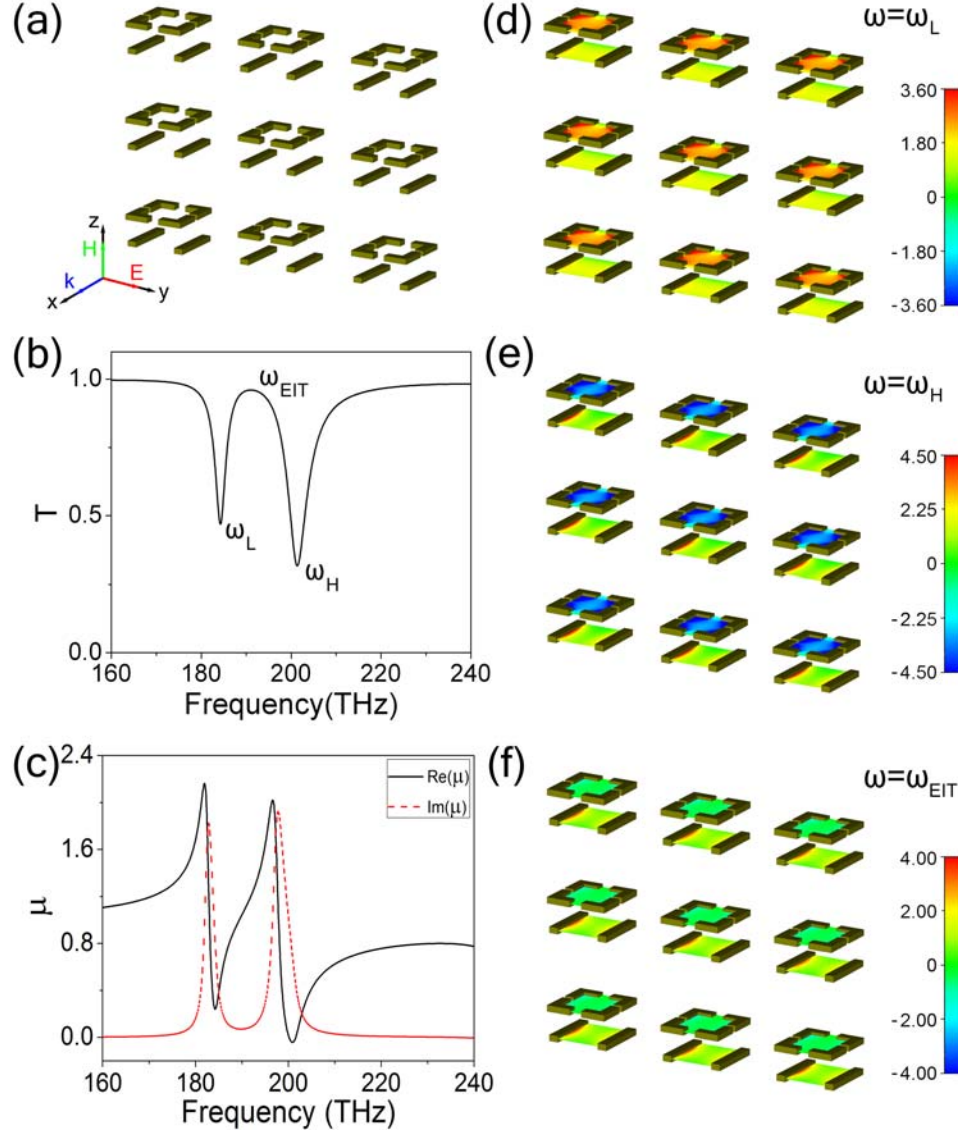 (a)
z
H
k
E
x
y
(b)
1.0
0.5
0.0
T
ω_EIT
ω_L
ω_H
160 180 200 220 240
Frequency(THz)
(c)
2.4
1.6
0.8
0.0
μ
Re(μ)
Im(μ)
160 180 200 220 240
Frequency (THz)
(d)
ω=ω_L
3.60
1.80
0
-1.80
-3.60
(e)
ω=ω_H
4.50
2.25
0
-2.25
-4.50
(f)
ω=ω_EIT
4.00
2.00
0
-2.00
-4.00